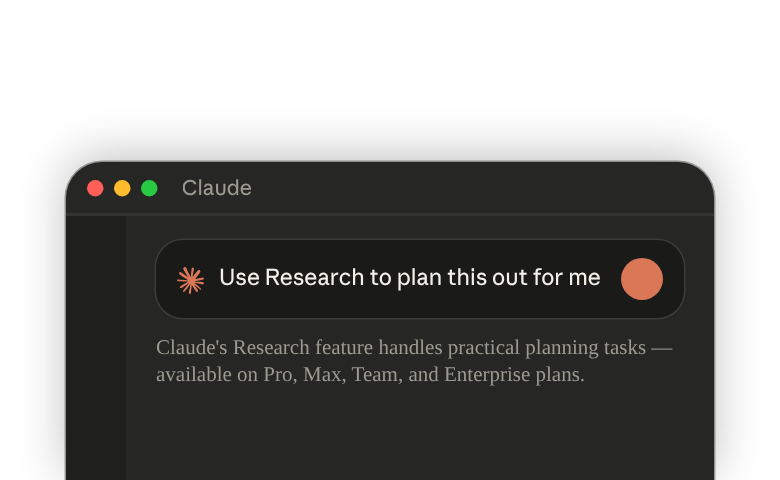 Claude
Use Research to plan this out for me
Claude's Research feature handles practical planning tasks —
available on Pro, Max, Team, and Enterprise plans.